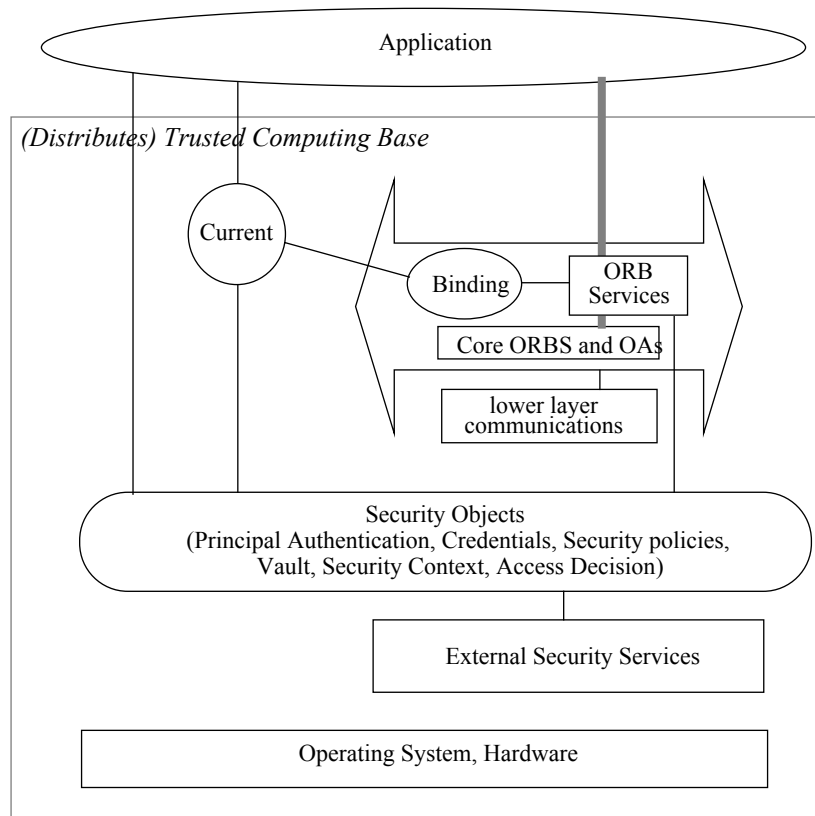 Application
(Distributes) Trusted Computing Base
Current
Binding
ORB
Services
Core ORBS and OAs
lower layer
communications
Security Objects
(Principal Authentication, Credentials, Security policies,
Vault, Security Context, Access Decision)
External Security Services
Operating System, Hardware